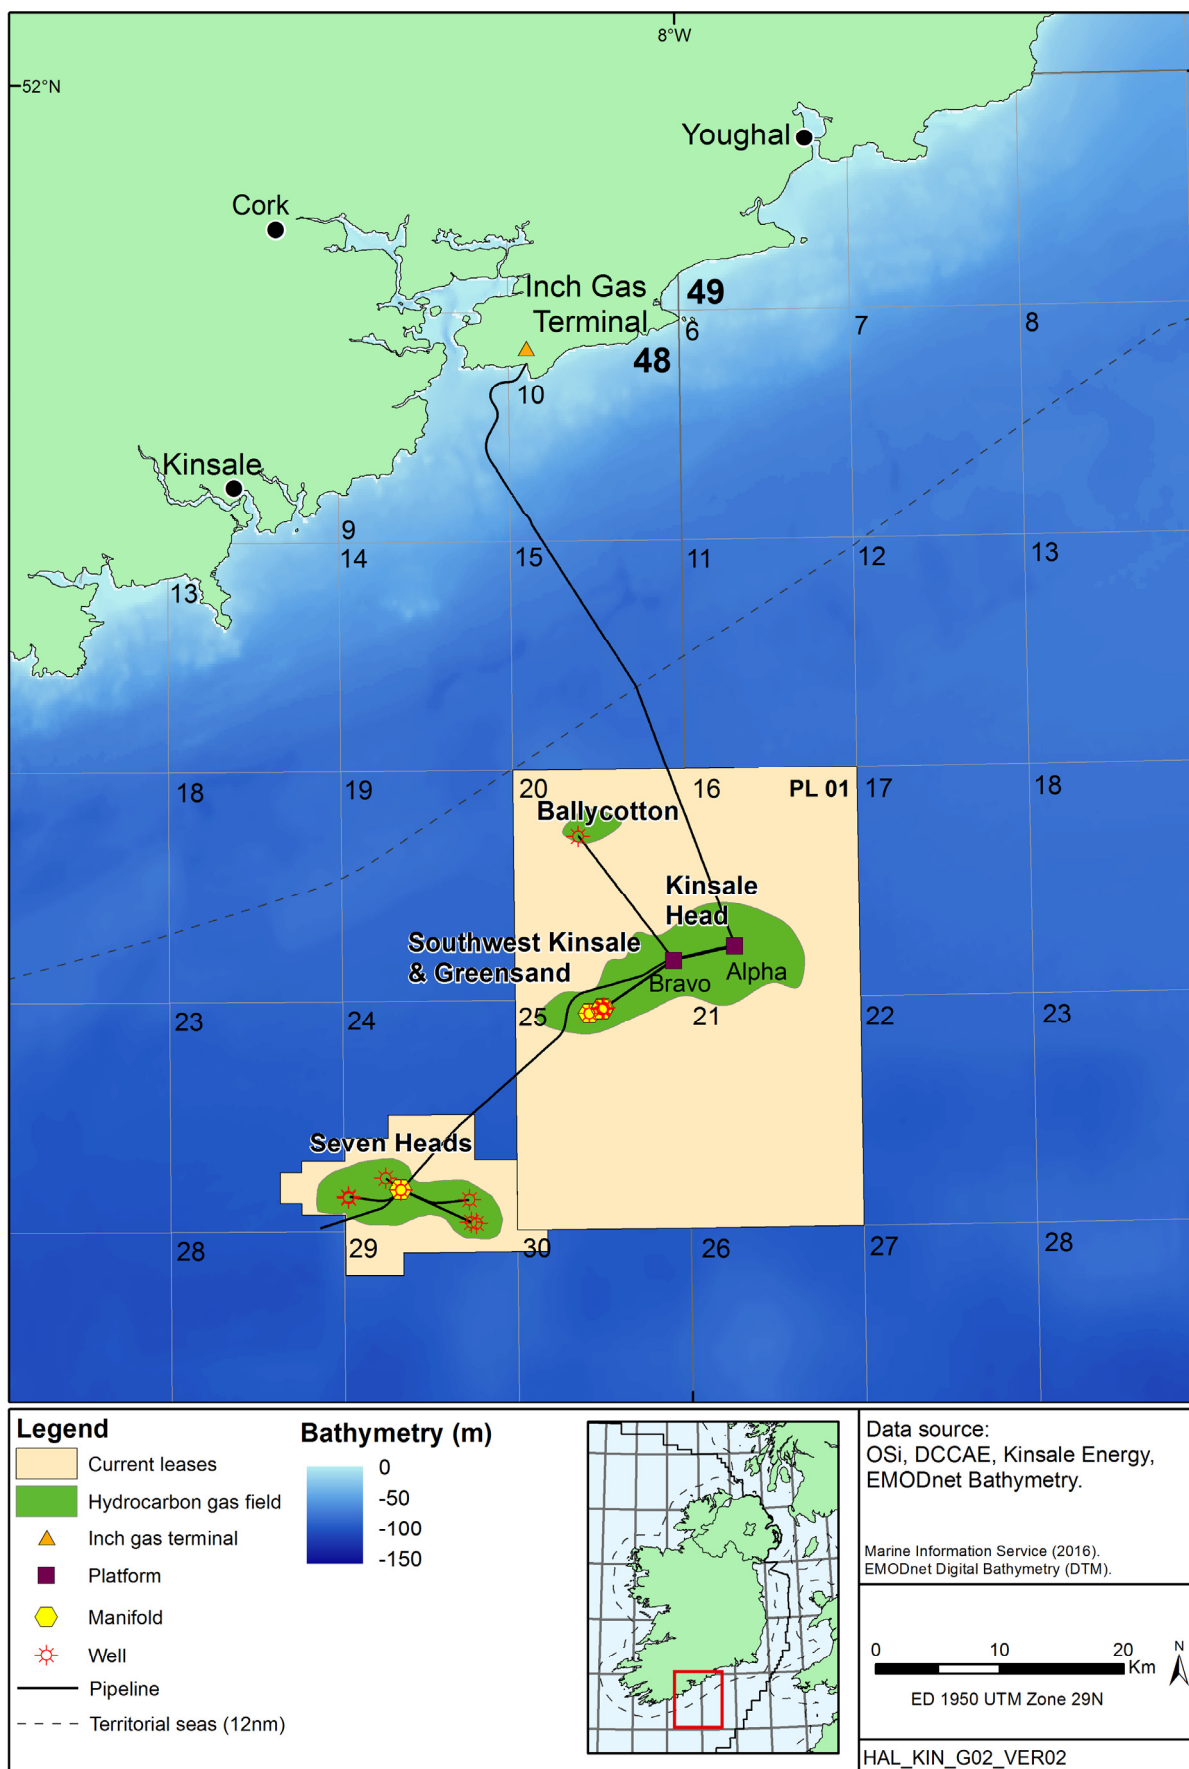 8°W
52°N
Youghal
Cork
Inch Gas
Terminal
49
6
7
8
48
10
Kinsale
9
14
15
11
12
13
13
18
19
20
16
PL 01
17
18
Ballycotton
Kinsale
Head
Southwest Kinsale
& Greensand
Bravo
Alpha
23
24
25
21
22
23
Seven Heads
28
29
30
26
27
28
Legend
Current leases
Hydrocarbon gas field
Inch gas terminal
Platform
Manifold
Well
Pipeline
Territorial seas (12nm)
Bathymetry (m)
0
-50
-100
-150
Data source:
OSi, DCCAE, Kinsale Energy,
EMODnet Bathymetry.
Marine Information Service (2016).
EMODnet Digital Bathymetry (DTM).
0 10 20
Km
N
ED 1950 UTM Zone 29N
HAL_KIN_G02_VER02